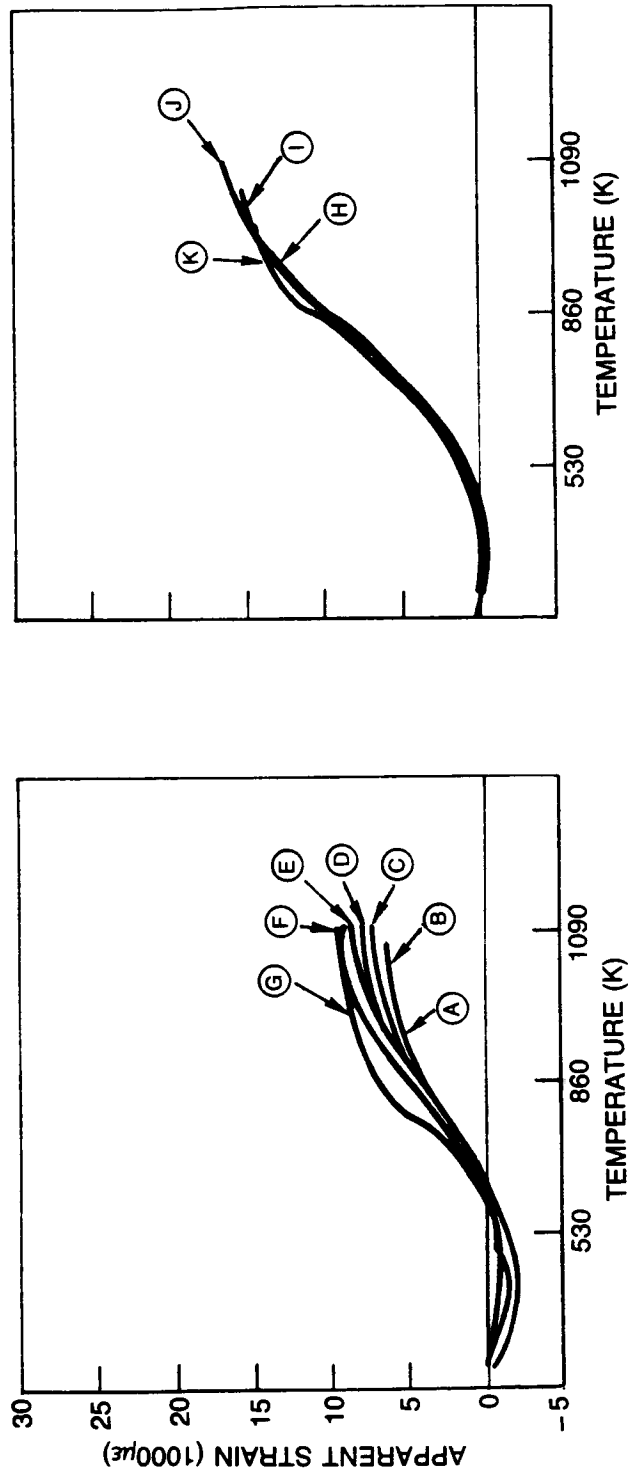 APPARENT STRAIN (1000με)
30
25
20
15
10
5
0
-5
G
F
E
D
C
B
A
530
860
1090
TEMPERATURE (K)
K
J
I
H
530
860
1090
TEMPERATURE (K)